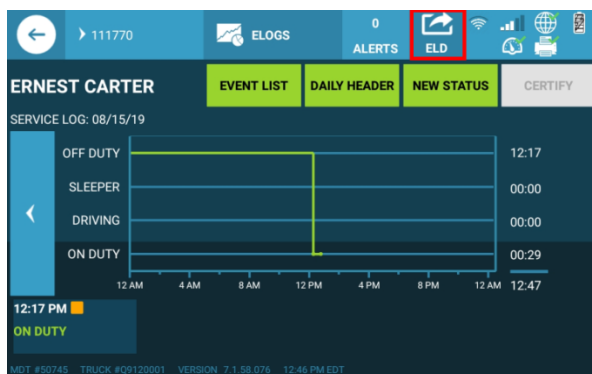 111770
ELOGS
0
ALERTS
ELD
ERNEST CARTER
EVENT LIST
DAILY HEADER
NEW STATUS
CERTIFY
SERVICE LOG: 08/15/19
OFF DUTY 12:17
SLEEPER 00:00
DRIVING 00:00
ON DUTY 00:29
12 AM 4 AM 8 AM 12 PM 4 PM 8 PM 12 AM 12:47
12:17 PM
ON DUTY
MDT #50745 TRUCK #Q9120001 VERSION 7.1.58.076 12:46 PM EDT